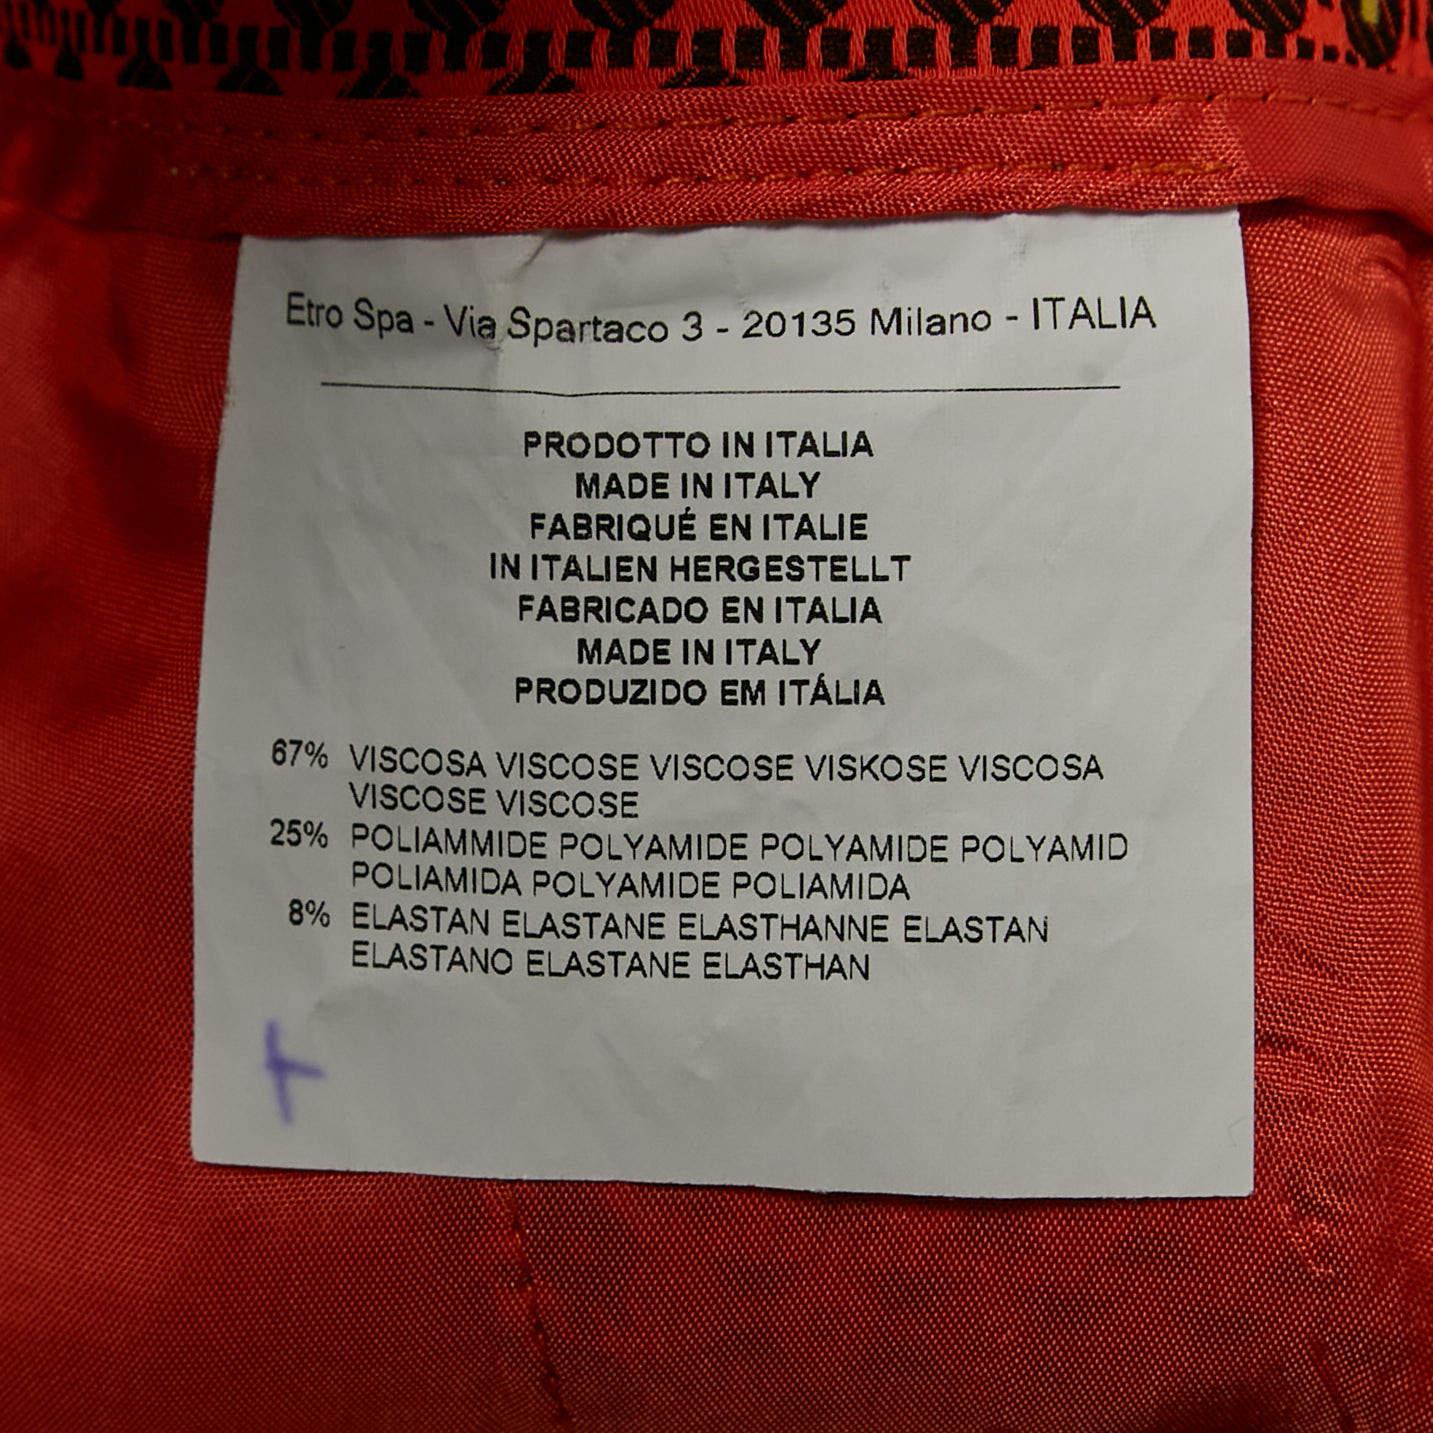 Etro Spa - Via Spartaco 3 - 20135 Milano - ITALIA
PRODOTTO IN ITALIA
MADE IN ITALY
FABRIQUÉ EN ITALIE
IN ITALIEN HERGESTELLT
FABRICADO EN ITALIA
MADE IN ITALY
PRODUZIDO EM ITÁLIA
67% VISCOSA VISCOSE VISCOSE VISKOSE VISCOSA
VISCOSE VISCOSE
25% POLIAMMIDE POLYAMIDE POLYAMIDE POLYAMID
POLIAMIDA POLYAMIDE POLIAMIDA
8% ELASTAN ELASTANE ELASTHANNE ELASTAN
ELASTANO ELASTANE ELASTHAN